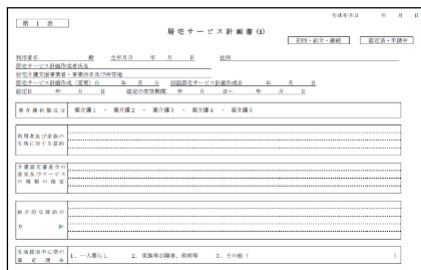 作成年月日 年 月 日
第 1 表
居宅サービス計画書(1)
初回・紹介・継続 認定済・申請中
利用者名 殿 生年月日 年 月 日 住所
居宅サービス計画作成者氏名
居宅介護支援事業者・事業所名及び所在地
居宅サービス計画作成(変更)日 年 月 日 初回居宅サービス計画作成日 年 月 日
認定日 年 月 日 認定の有効期間 年 月 日～ 年 月 日
要介護状態区分 要介護1 ・ 要介護2 ・ 要介護3 ・ 要介護4 ・ 要介護5
利用者及び家族の
生活に対する意向
介護認定審査会の
意見及びサービス
の種類の指定
総合的な援助の
方 針
生活援助中心型の
算定理由 1. 一人暮らし 2. 家族等が障害、疾病等 3. その他( )